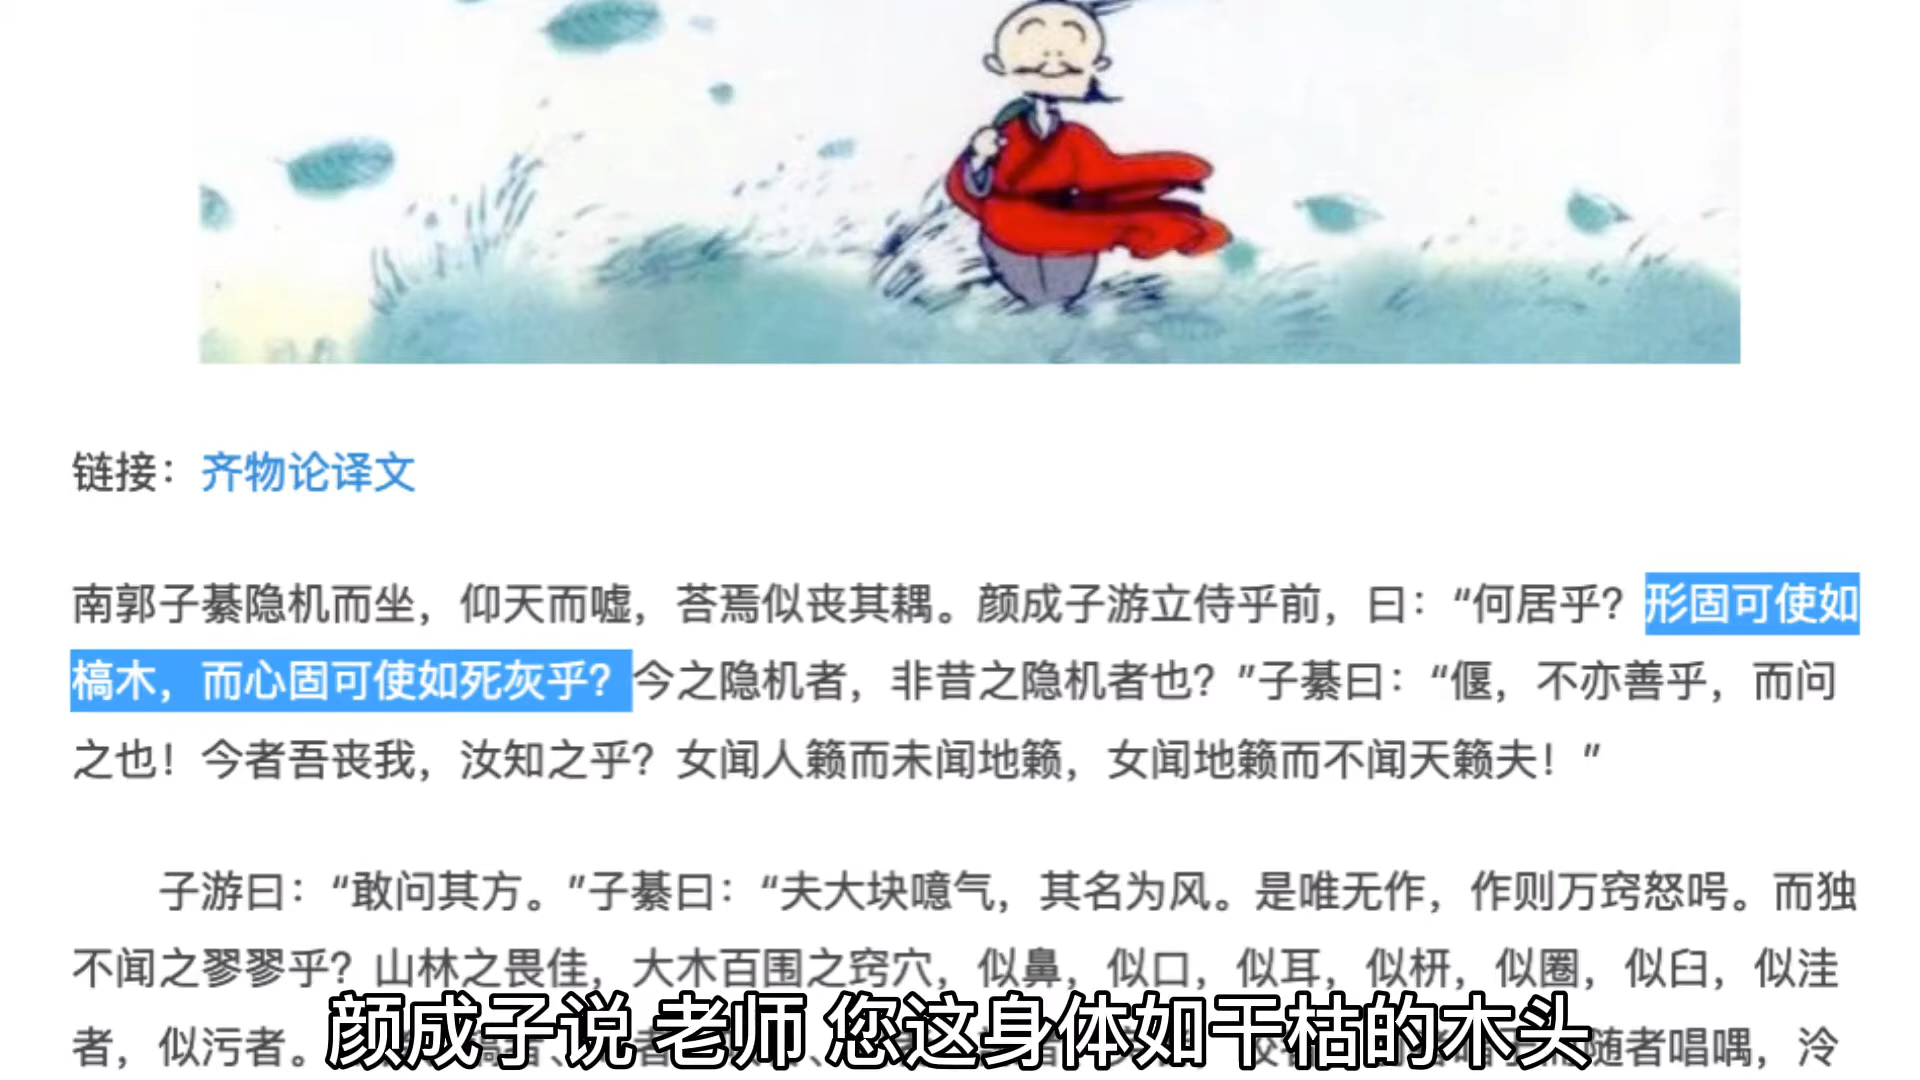 链接：齐物论译文
南郭子綦隐机而坐，仰天而嘘，荅焉似丧其耦。颜成子游立侍乎前，曰：“何居乎？形固可使如
槁木，而心固可使如死灰乎？今之隐机者，非昔之隐机者也？”子綦曰：“偃，不亦善乎，而问
之也！今者吾丧我，汝知之乎？女闻人籁而未闻地籁，女闻地籁而不闻天籁夫！”
子游曰：“敢问其方。”子綦曰：“夫大块噫气，其名为风。是唯无作，作则万窍怒呺。而独
不闻之翏翏乎？山林之畏佳，大木百围之窍穴，似鼻，似口，似耳，似枅，似圈，似臼，似洼
者，似污者。随者唱喁，泠
颜成子说 老师 您这身体如干枯的木头